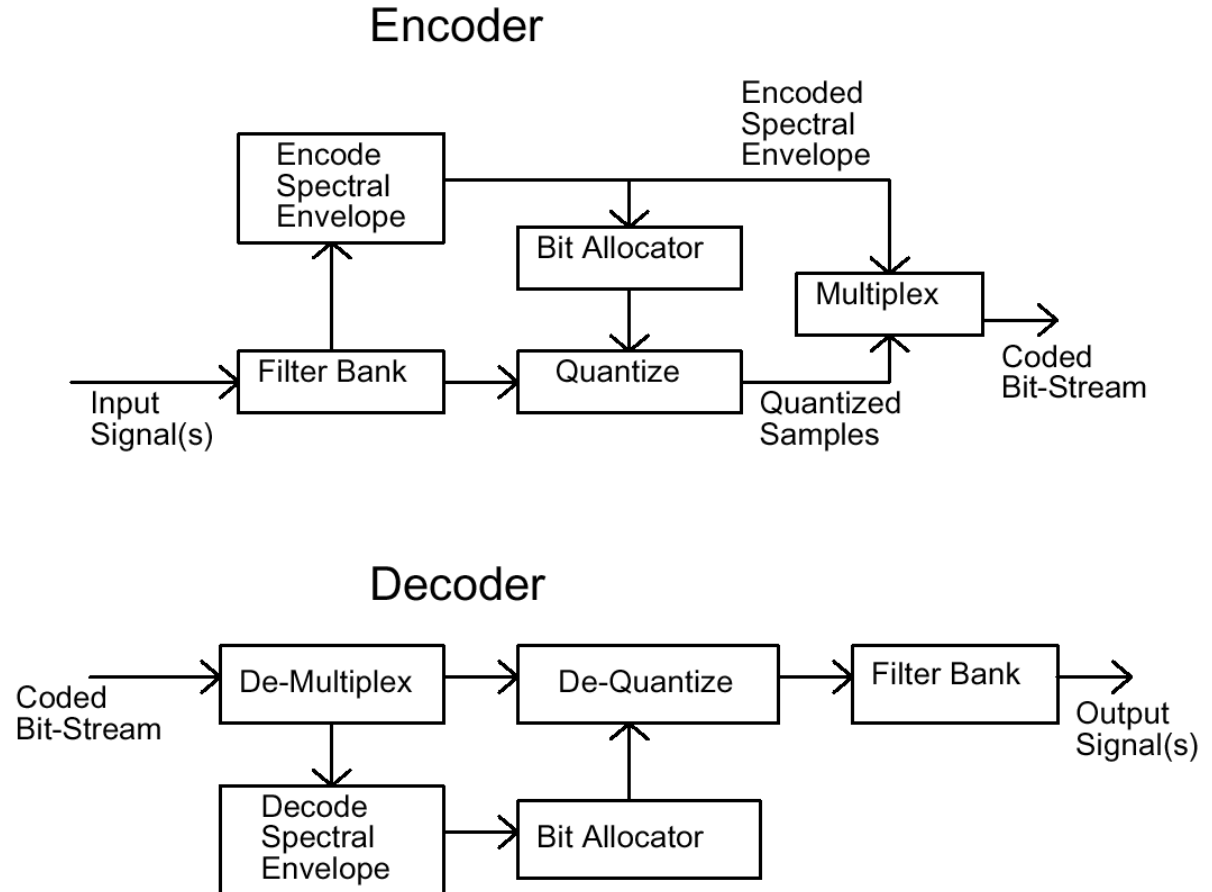 Encoder
Encoded
Spectral
Envelope
Encode
Spectral
Envelope
Bit Allocator
Multiplex
Filter Bank
Quantize
Coded
Bit-Stream
Input
Signal(s)
Quantized
Samples
Decoder
De-Multiplex
De-Quantize
Filter Bank
Coded
Bit-Stream
Output
Signal(s)
Decode
Spectral
Envelope
Bit Allocator